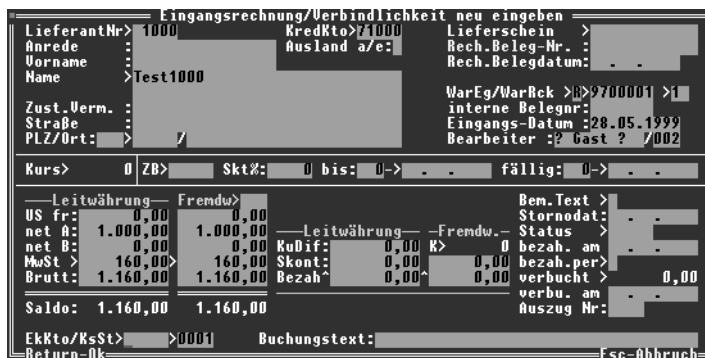 Eingangsrechnung/Verbindlichkeit neu eingeben
LieferantNr> 1000 KredKto>71000 Lieferschein >
Anrede : Ausland a/e: Rech.Beleg-Nr. :
Vorname : Rech.Belegdatum: . .
Name >Test1000
WarEg/WarRck >R>9700001 >1
Zust.Verm. : interne Belegnr:
Straße : Eingangs-Datum :28.05.1999
PLZ/Ort: > / Bearbeiter :? Gast ? /002
Kurs> 0 ZB> Skt%: 0 bis: 0-> . . fällig: 0-> . .
Leitwährung Fremdw> Bem.Text >
US fr: 0,00 0,00 Stornodat: . .
net A: 1.000,00 1.000,00 Leitwährung Fremdw. Status >
net B: 0,00 0,00 KuDif: 0,00 K> 0 bezah. am . .
MwSt > 160,00> 160,00 Skont: 0,00 0,00 bezah.per>
Brutt: 1.160,00 1.160,00 Bezah^ 0,00^ 0,00 verbucht > 0,00
verbu. am . .
Saldo: 1.160,00 1.160,00 Auszug Nr:
EkKto/KsSt> >0001 Buchungstext:
Return-Ok Esc-Abbruch